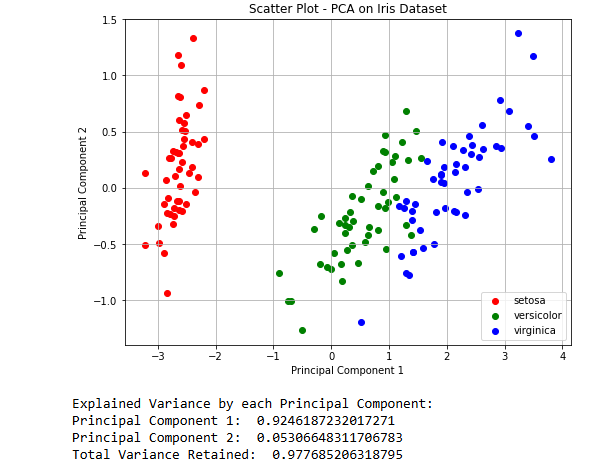 Scatter Plot - PCA on Iris Dataset
1.5
1.0
0.5
0.0
−0.5
−1.0
Principal Component 2
setosa
versicolor
virginica
−3
−2
−1
0
1
2
3
4
Principal Component 1
Explained Variance by each Principal Component:
Principal Component 1:  0.9246187232017271
Principal Component 2:  0.05306648311706783
Total Variance Retained:  0.977685206318795